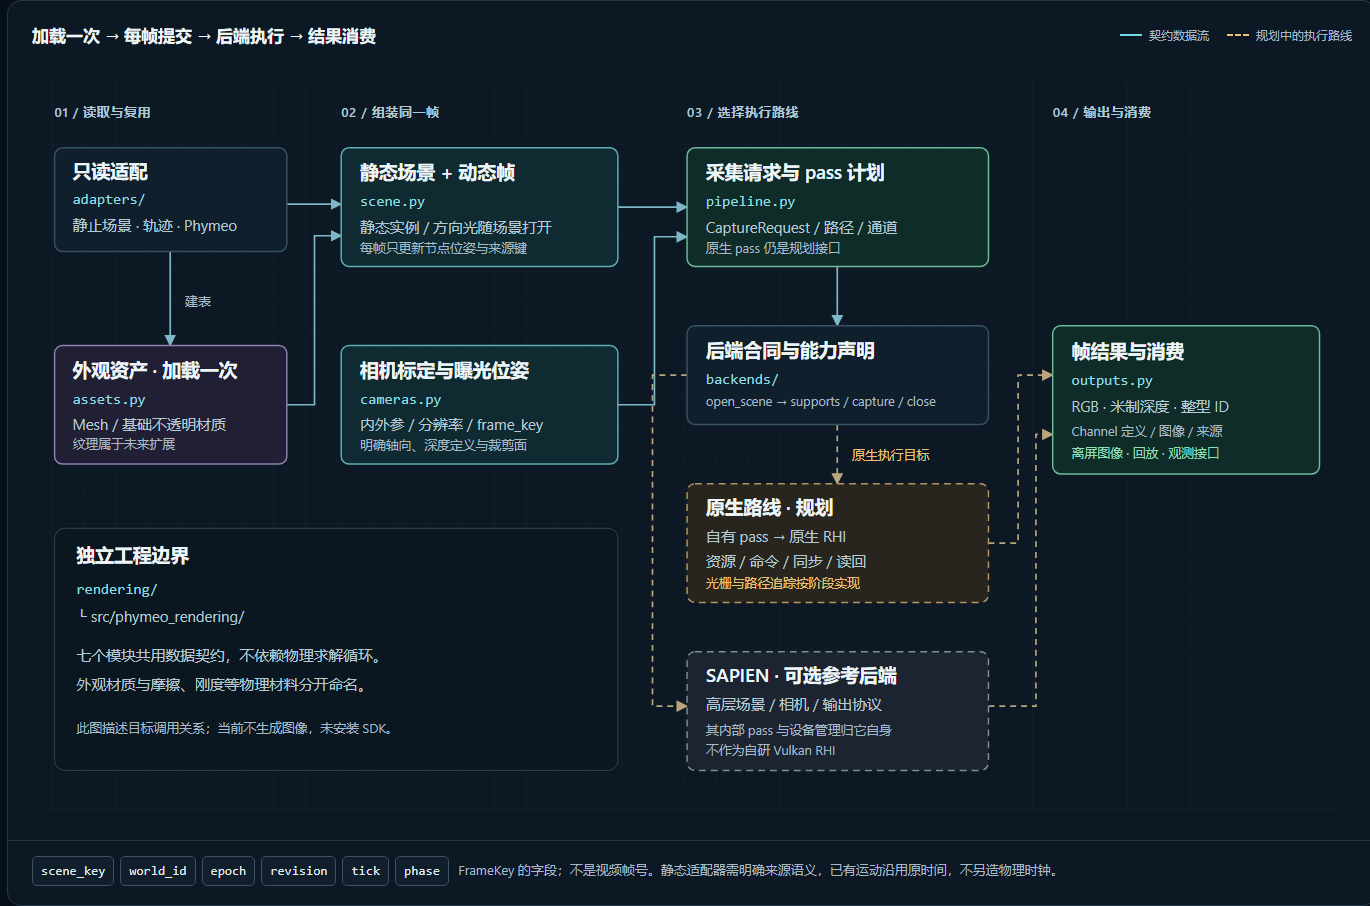 加载一次 → 每帧提交 → 后端执行 → 结果消费
契约数据流
规划中的执行路线
01 / 读取与复用
02 / 组装同一帧
03 / 选择执行路线
04 / 输出与消费
只读适配
adapters/
静止场景 · 轨迹 · Phymeo
建表
外观资产 · 加载一次
assets.py
Mesh / 基础不透明材质
纹理属于未来扩展
静态场景 + 动态帧
scene.py
静态实例 / 方向光随场景打开
每帧只更新节点位姿与来源键
相机标定与曝光位姿
cameras.py
内外参 / 分辨率 / frame_key
明确轴向、深度定义与裁剪面
采集请求与 pass 计划
pipeline.py
CaptureRequest / 路径 / 通道
原生 pass 仍是规划接口
后端合同与能力声明
backends/
open_scene → supports / capture / close
原生执行目标
原生路线 · 规划
自有 pass → 原生 RHI
资源 / 命令 / 同步 / 读回
光栅与路径追踪按阶段实现
SAPIEN · 可选参考后端
高层场景 / 相机 / 输出协议
其内部 pass 与设备管理归它自身
不作为自研 Vulkan RHI
帧结果与消费
outputs.py
RGB · 米制深度 · 整型 ID
Channel 定义 / 图像 / 来源
离屏图像 · 回放 · 观测接口
独立工程边界
rendering/
└ src/phymeo_rendering/
七个模块共用数据契约，不依赖物理求解循环。
外观材质与摩擦、刚度等物理材料分开命名。
此图描述目标调用关系；当前不生成图像，未安装 SDK。
scene_key world_id epoch revision tick phase FrameKey 的字段；不是视频帧号。静态适配器需明确来源语义，已有运动沿用原时间，不另造物理时钟。